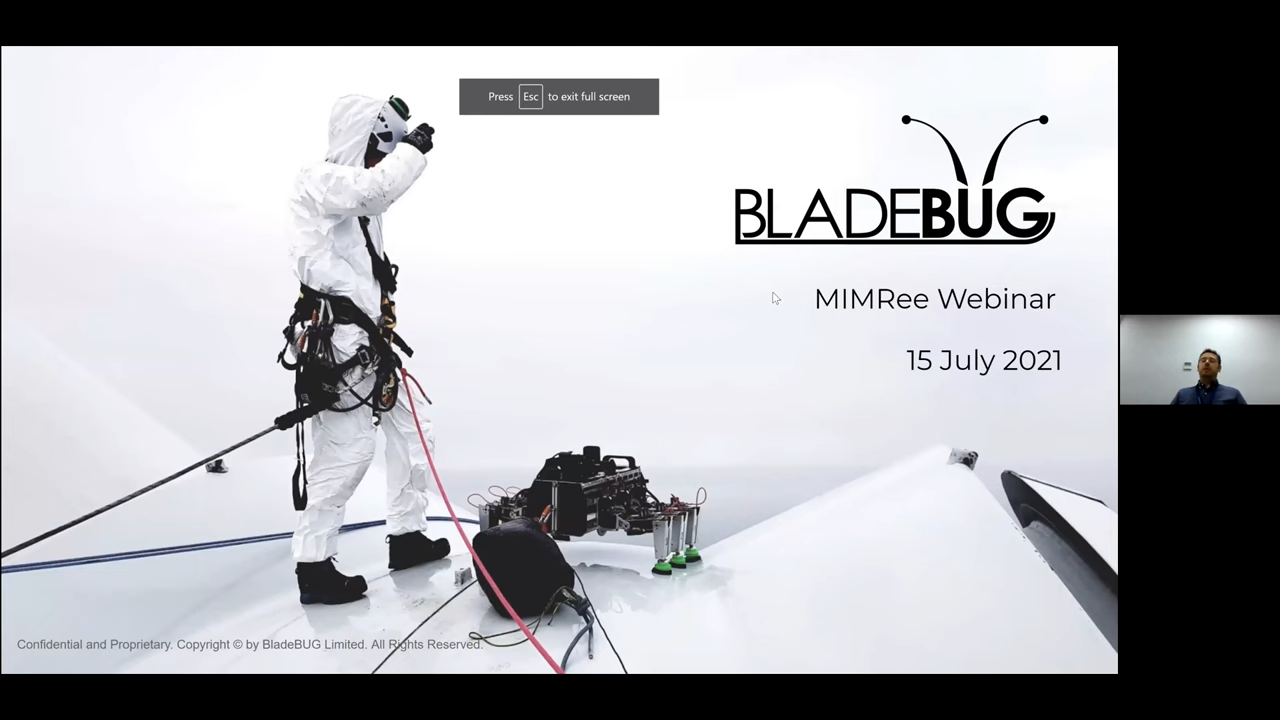 Press Esc to exit full screen
BLADEBUG
MIMRee Webinar
15 July 2021
Confidential and Proprietary. Copyright © by BladeBUG Limited. All Rights Reserved.